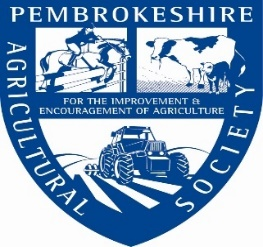 PEMBROKESHIRE
AGRICULTURAL
SOCIETY
FOR THE IMPROVEMENT &
ENCOURAGEMENT OF AGRICULTURE